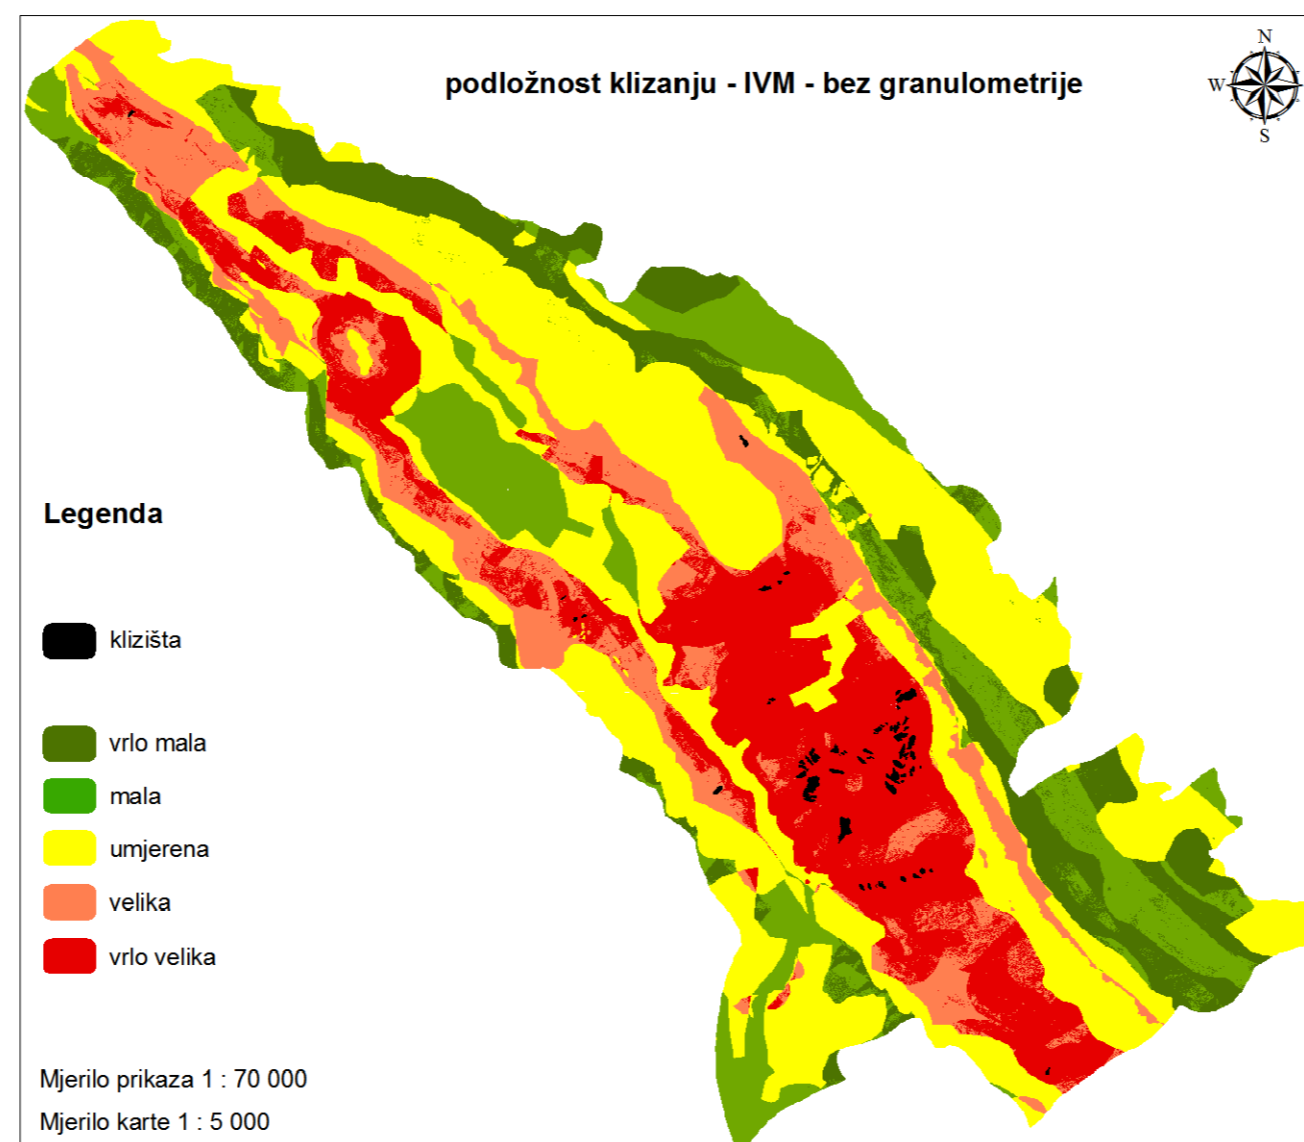 podložnost klizanju - IVM - bez granulometrije
N
W
S
Legenda
klizišta
vrlo mala
mala
umjerena
velika
vrlo velika
Mjerilo prikaza 1 : 70 000
Mjerilo karte 1 : 5 000